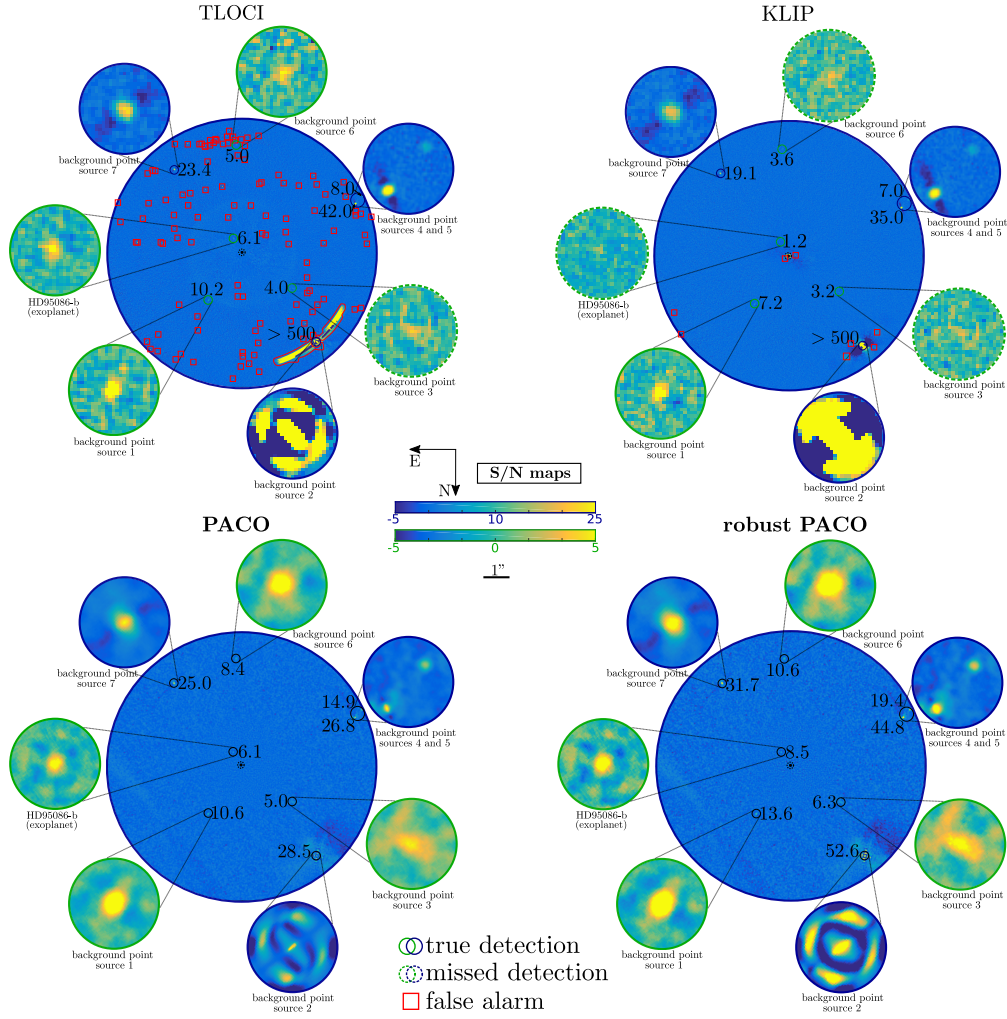 TLOCI
background point
source 6
5.0
background point
source 7
23.4
8.0
42.0
background point
sources 4 and 5
6.1
HD95086-b
(exoplanet)
10.2
4.0
> 500
background point
source 3
background point
source 1
background point
source 2
KLIP
background point
source 6
3.6
background point
source 7
19.1
7.0
35.0
background point
sources 4 and 5
1.2
HD95086-b
(exoplanet)
7.2
3.2
> 500
background point
source 3
background point
source 1
background point
source 2
E
N
S/N maps
-5 10 25
-5 0 5
1”
PACO
background point
source 6
8.4
background point
source 7
25.0
14.9
26.8
background point
sources 4 and 5
6.1
HD95086-b
(exoplanet)
10.6
5.0
28.5
background point
source 3
background point
source 1
background point
source 2
robust PACO
background point
source 6
10.6
background point
source 7
31.7
19.4
44.8
background point
sources 4 and 5
8.5
HD95086-b
(exoplanet)
13.6
6.3
52.6
background point
source 3
background point
source 1
background point
source 2
true detection
missed detection
false alarm